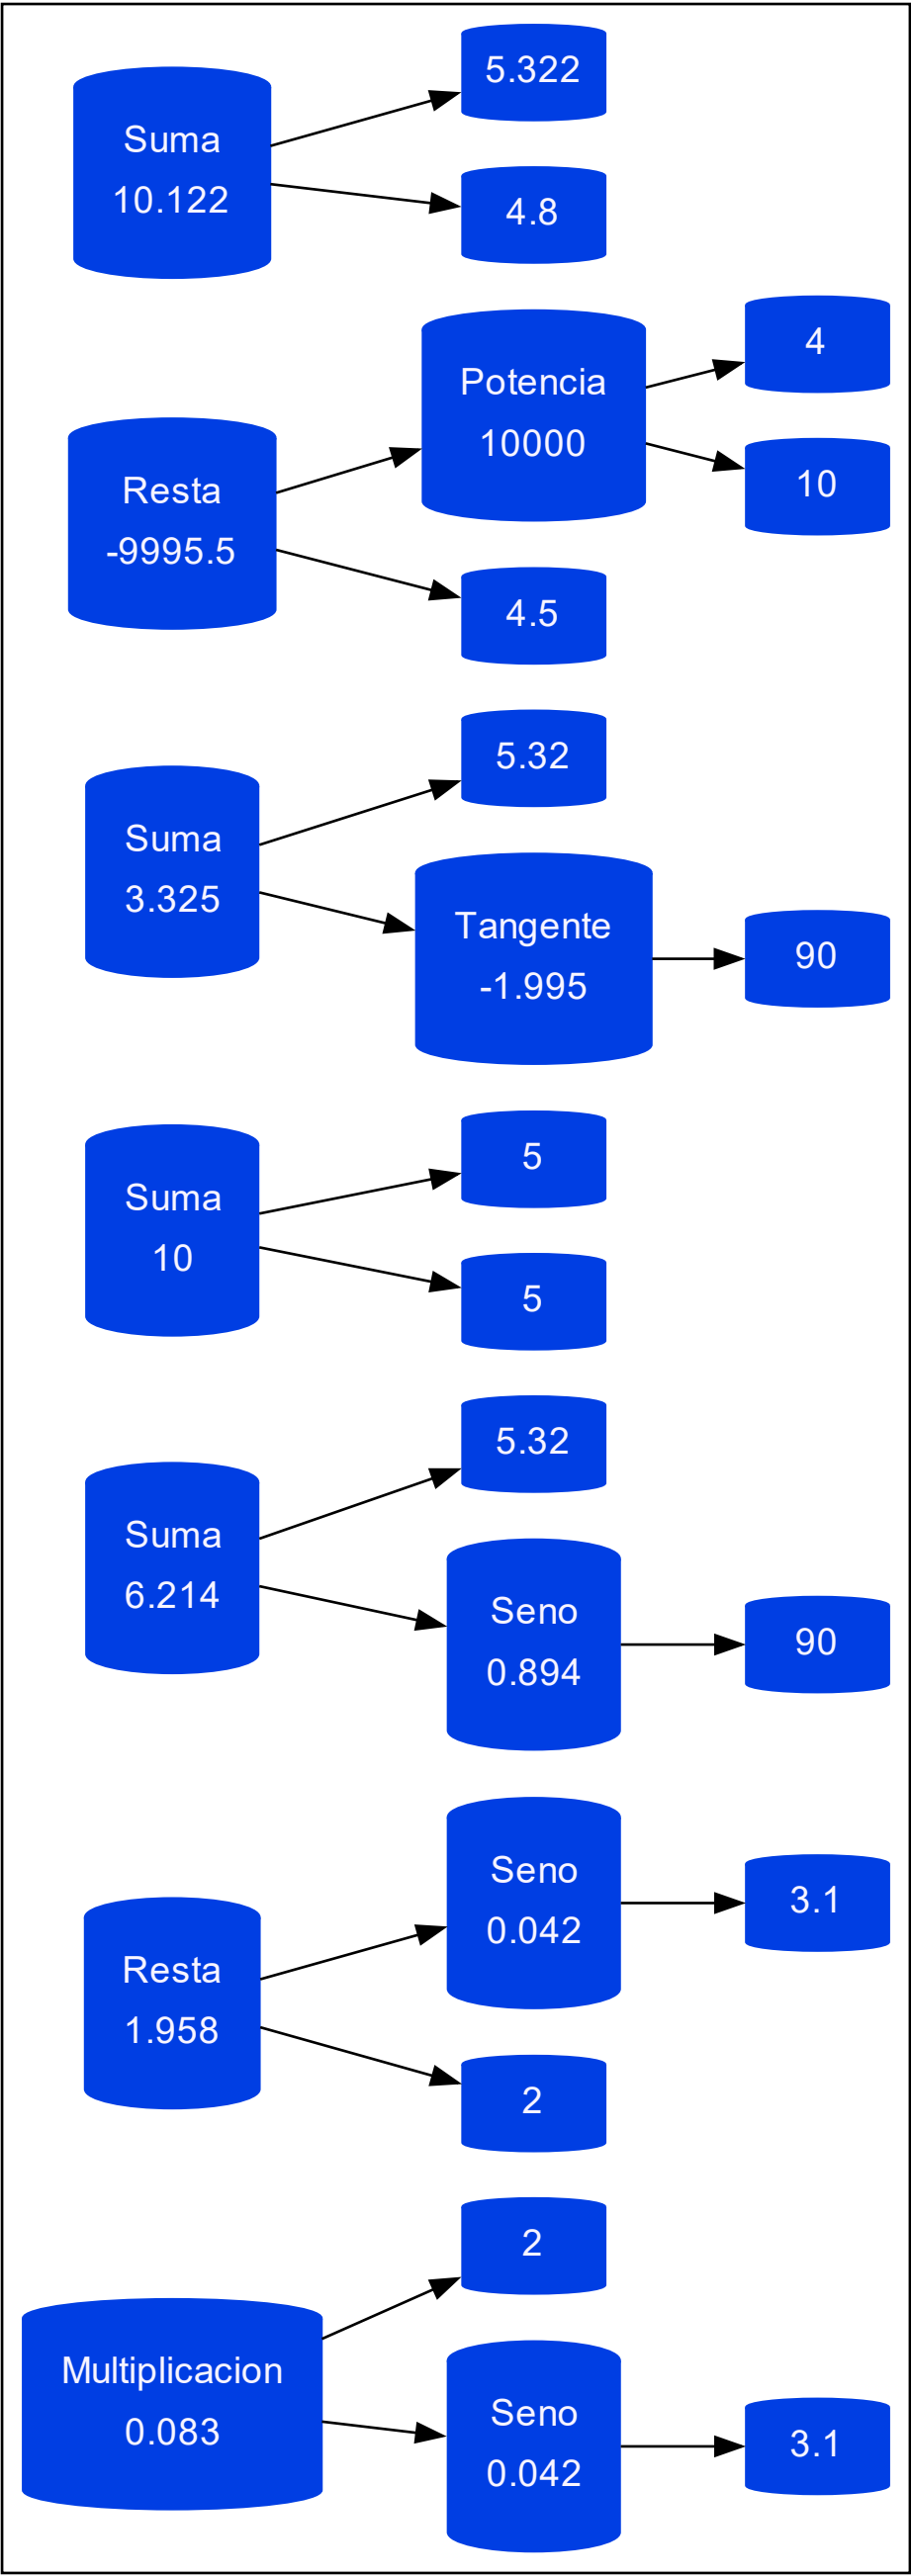 5.322
Suma
10.122
4.8
4
Potencia
10000
10
Resta
-9995.5
4.5
5.32
Suma
3.325
Tangente
-1.995
90
5
Suma
10
5
5.32
Suma
6.214
Seno
0.894
90
Seno
0.042
3.1
Resta
1.958
2
2
Multiplicacion
0.083
Seno
0.042
3.1